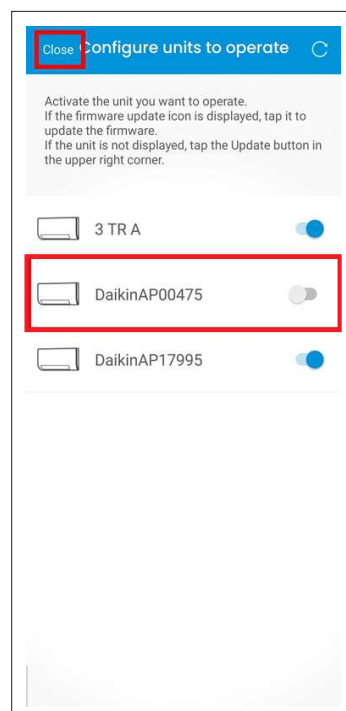 Close Configure units to operate
Activate the unit you want to operate.
If the firmware update icon is displayed, tap it to
update the firmware.
If the unit is not displayed, tap the Update button in
the upper right corner.
3 TR A
DaikinAP00475
DaikinAP17995